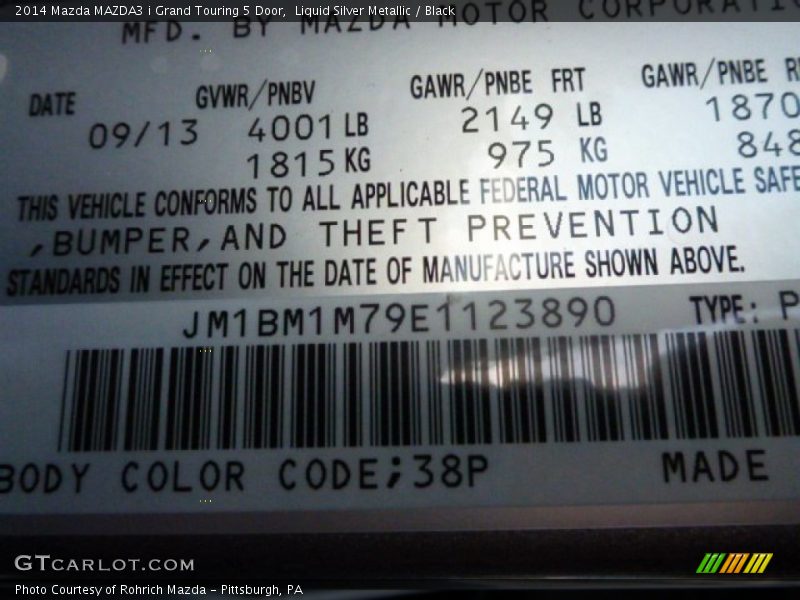 2014 Mazda MAZDA3 i Grand Touring 5 Door,  Liquid Silver Metallic / Black
MFD. BY MAZDA MOTOR
DATE GVWR/PNBV GAWR/PNBE FRT GAWR/PNBE
09/13 4001 LB 2149 LB 1870
1815 KG 975 KG 848
THIS VEHICLE CONFORMS TO ALL APPLICABLE FEDERAL MOTOR VEHICLE SAFE
,BUMPER,AND THEFT PREVENTION
STANDARDS IN EFFECT ON THE DATE OF MANUFACTURE SHOWN ABOVE.
JM1BM1M79E1123890 TYPE: P
BODY COLOR CODE;38P MADE
GTCARLOT.COM
Photo Courtesy of Rohrich Mazda – Pittsburgh, PA